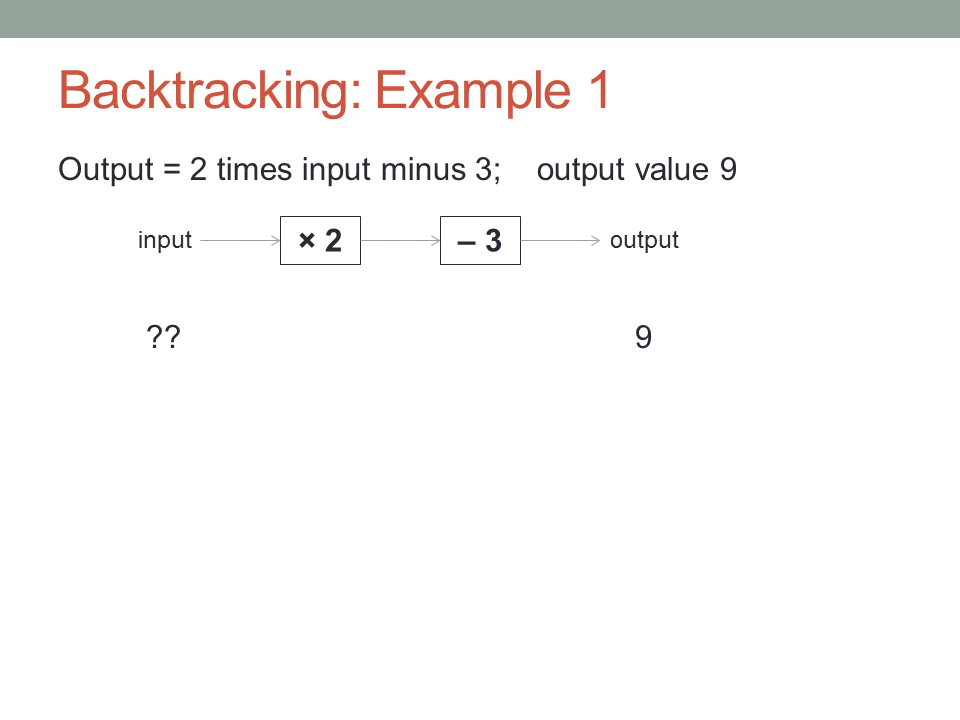 Backtracking: Example 1
Output = 2 times input minus 3; output value 9
input × 2 – 3 output
?? 9